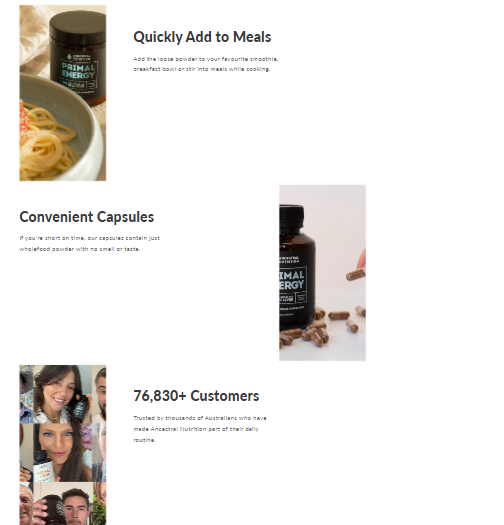 Quickly Add to Meals
Add the loose powder to your favourite smoothie,
breakfast bowl or stir into meals while cooking.
PRIMAL
ENERGY
Convenient Capsules
If you're short on time, our capsules contain just
wholefood powder with no smell or taste.
IMAL
ERGY
76,830+ Customers
Trusted by thousands of Australians who have
made Ancestral Nutrition part of their daily
routine.